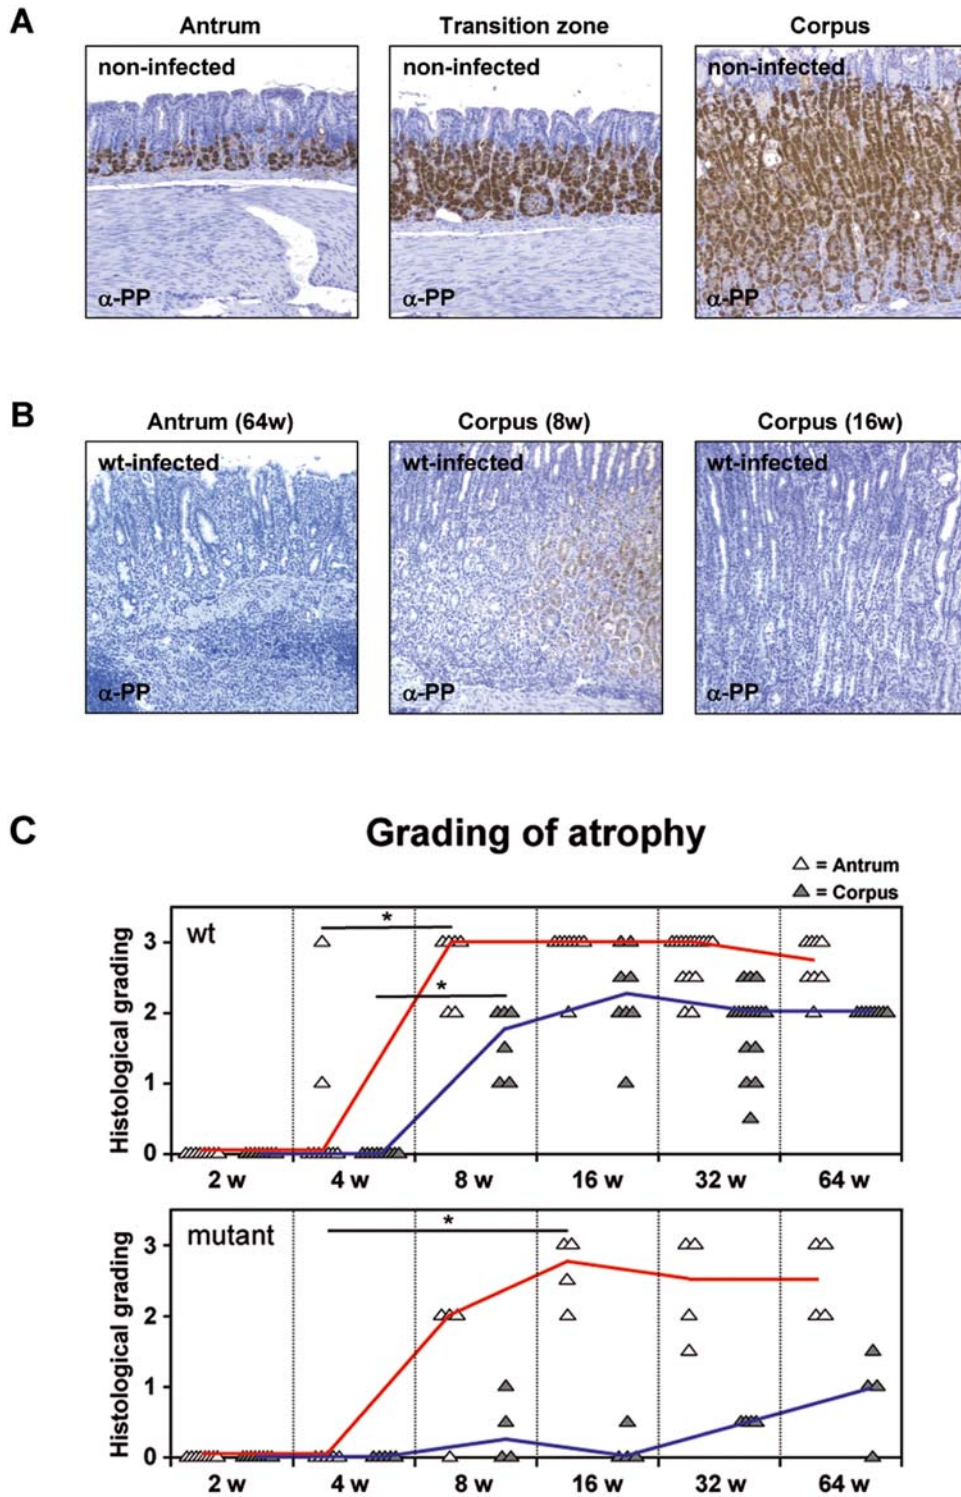 A
Antrum
Transition zone
Corpus
non-infected
non-infected
non-infected
α-PP
α-PP
α-PP
B
Antrum (64w)
Corpus (8w)
Corpus (16w)
wt-infected
wt-infected
wt-infected
α-PP
α-PP
α-PP
C
Grading of atrophy
△ = Antrum
▲ = Corpus
Histological grading
wt
3
2
1
0
*
*
2 w
4 w
8 w
16 w
32 w
64 w
Histological grading
mutant
3
2
1
0
*
2 w
4 w
8 w
16 w
32 w
64 w